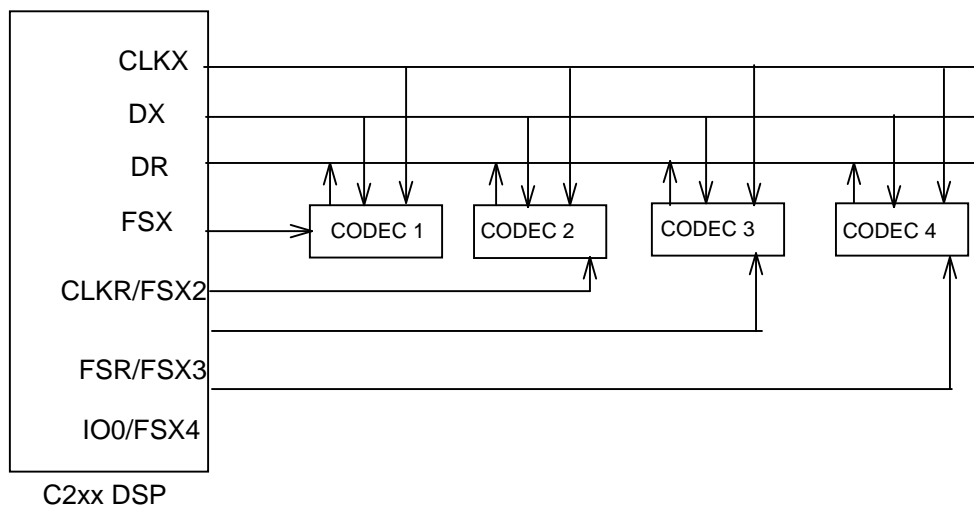 CLKX
DX
DR
FSX
CODEC 1
CODEC 2
CODEC 3
CODEC 4
CLKR/FSX2
FSR/FSX3
IO0/FSX4
C2xx DSP